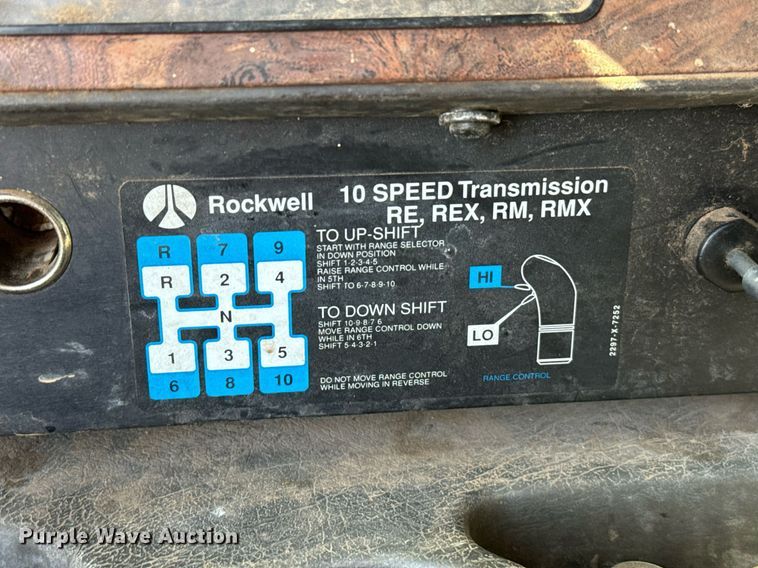 Rockwell 10 SPEED Transmission
RE, REX, RM, RMX
R 7 9
R 2 4
N
1 3 5
6 8 10
TO UP-SHIFT
START WITH RANGE SELECTOR
IN DOWN POSITION
SHIFT 1-2-3-4-5
RAISE RANGE CONTROL WHILE
IN 5TH
SHIFT TO 6-7-8-9-10
TO DOWN SHIFT
SHIFT 10-9-8-7-6
MOVE RANGE CONTROL DOWN
WHILE IN 6TH
SHIFT 5-4-3-2-1
DO NOT MOVE RANGE CONTROL
WHILE MOVING IN REVERSE
HI
LO
RANGE CONTROL
2297-X-7252
Purple Wave Auction